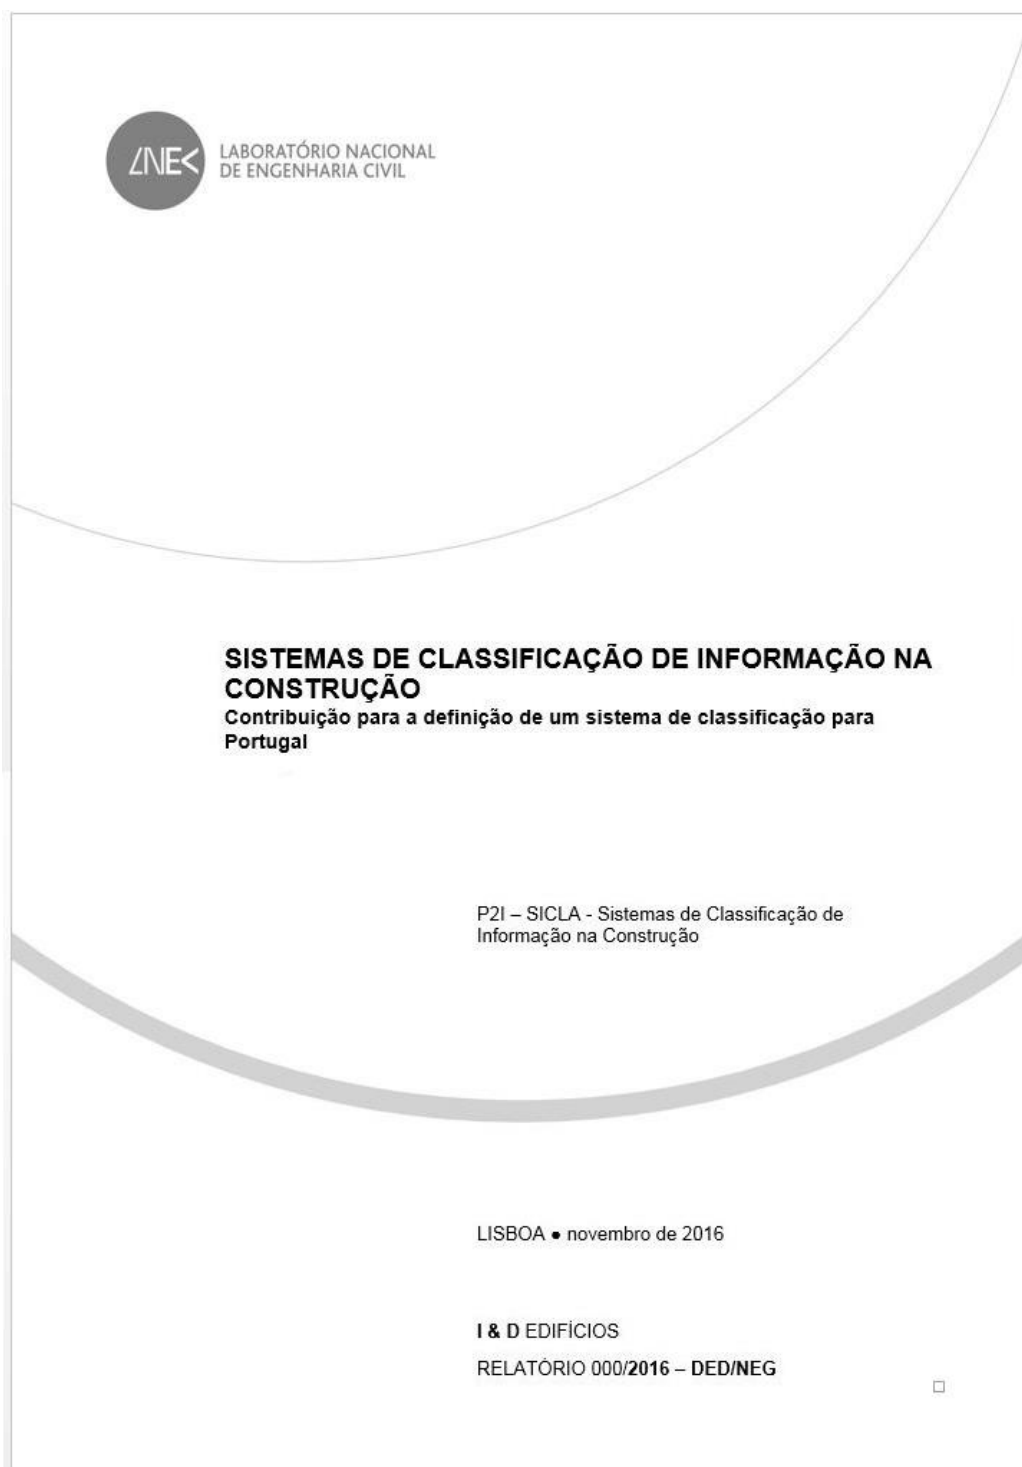 LNEC
LABORATÓRIO NACIONAL
DE ENGENHARIA CIVIL
SISTEMAS DE CLASSIFICAÇÃO DE INFORMAÇÃO NA
CONSTRUÇÃO
Contribuição para a definição de um sistema de classificação para
Portugal
P2I – SICLA - Sistemas de Classificação de
Informação na Construção
LISBOA ● novembro de 2016
I & D EDIFÍCIOS
RELATÓRIO 000/2016 – DED/NEG